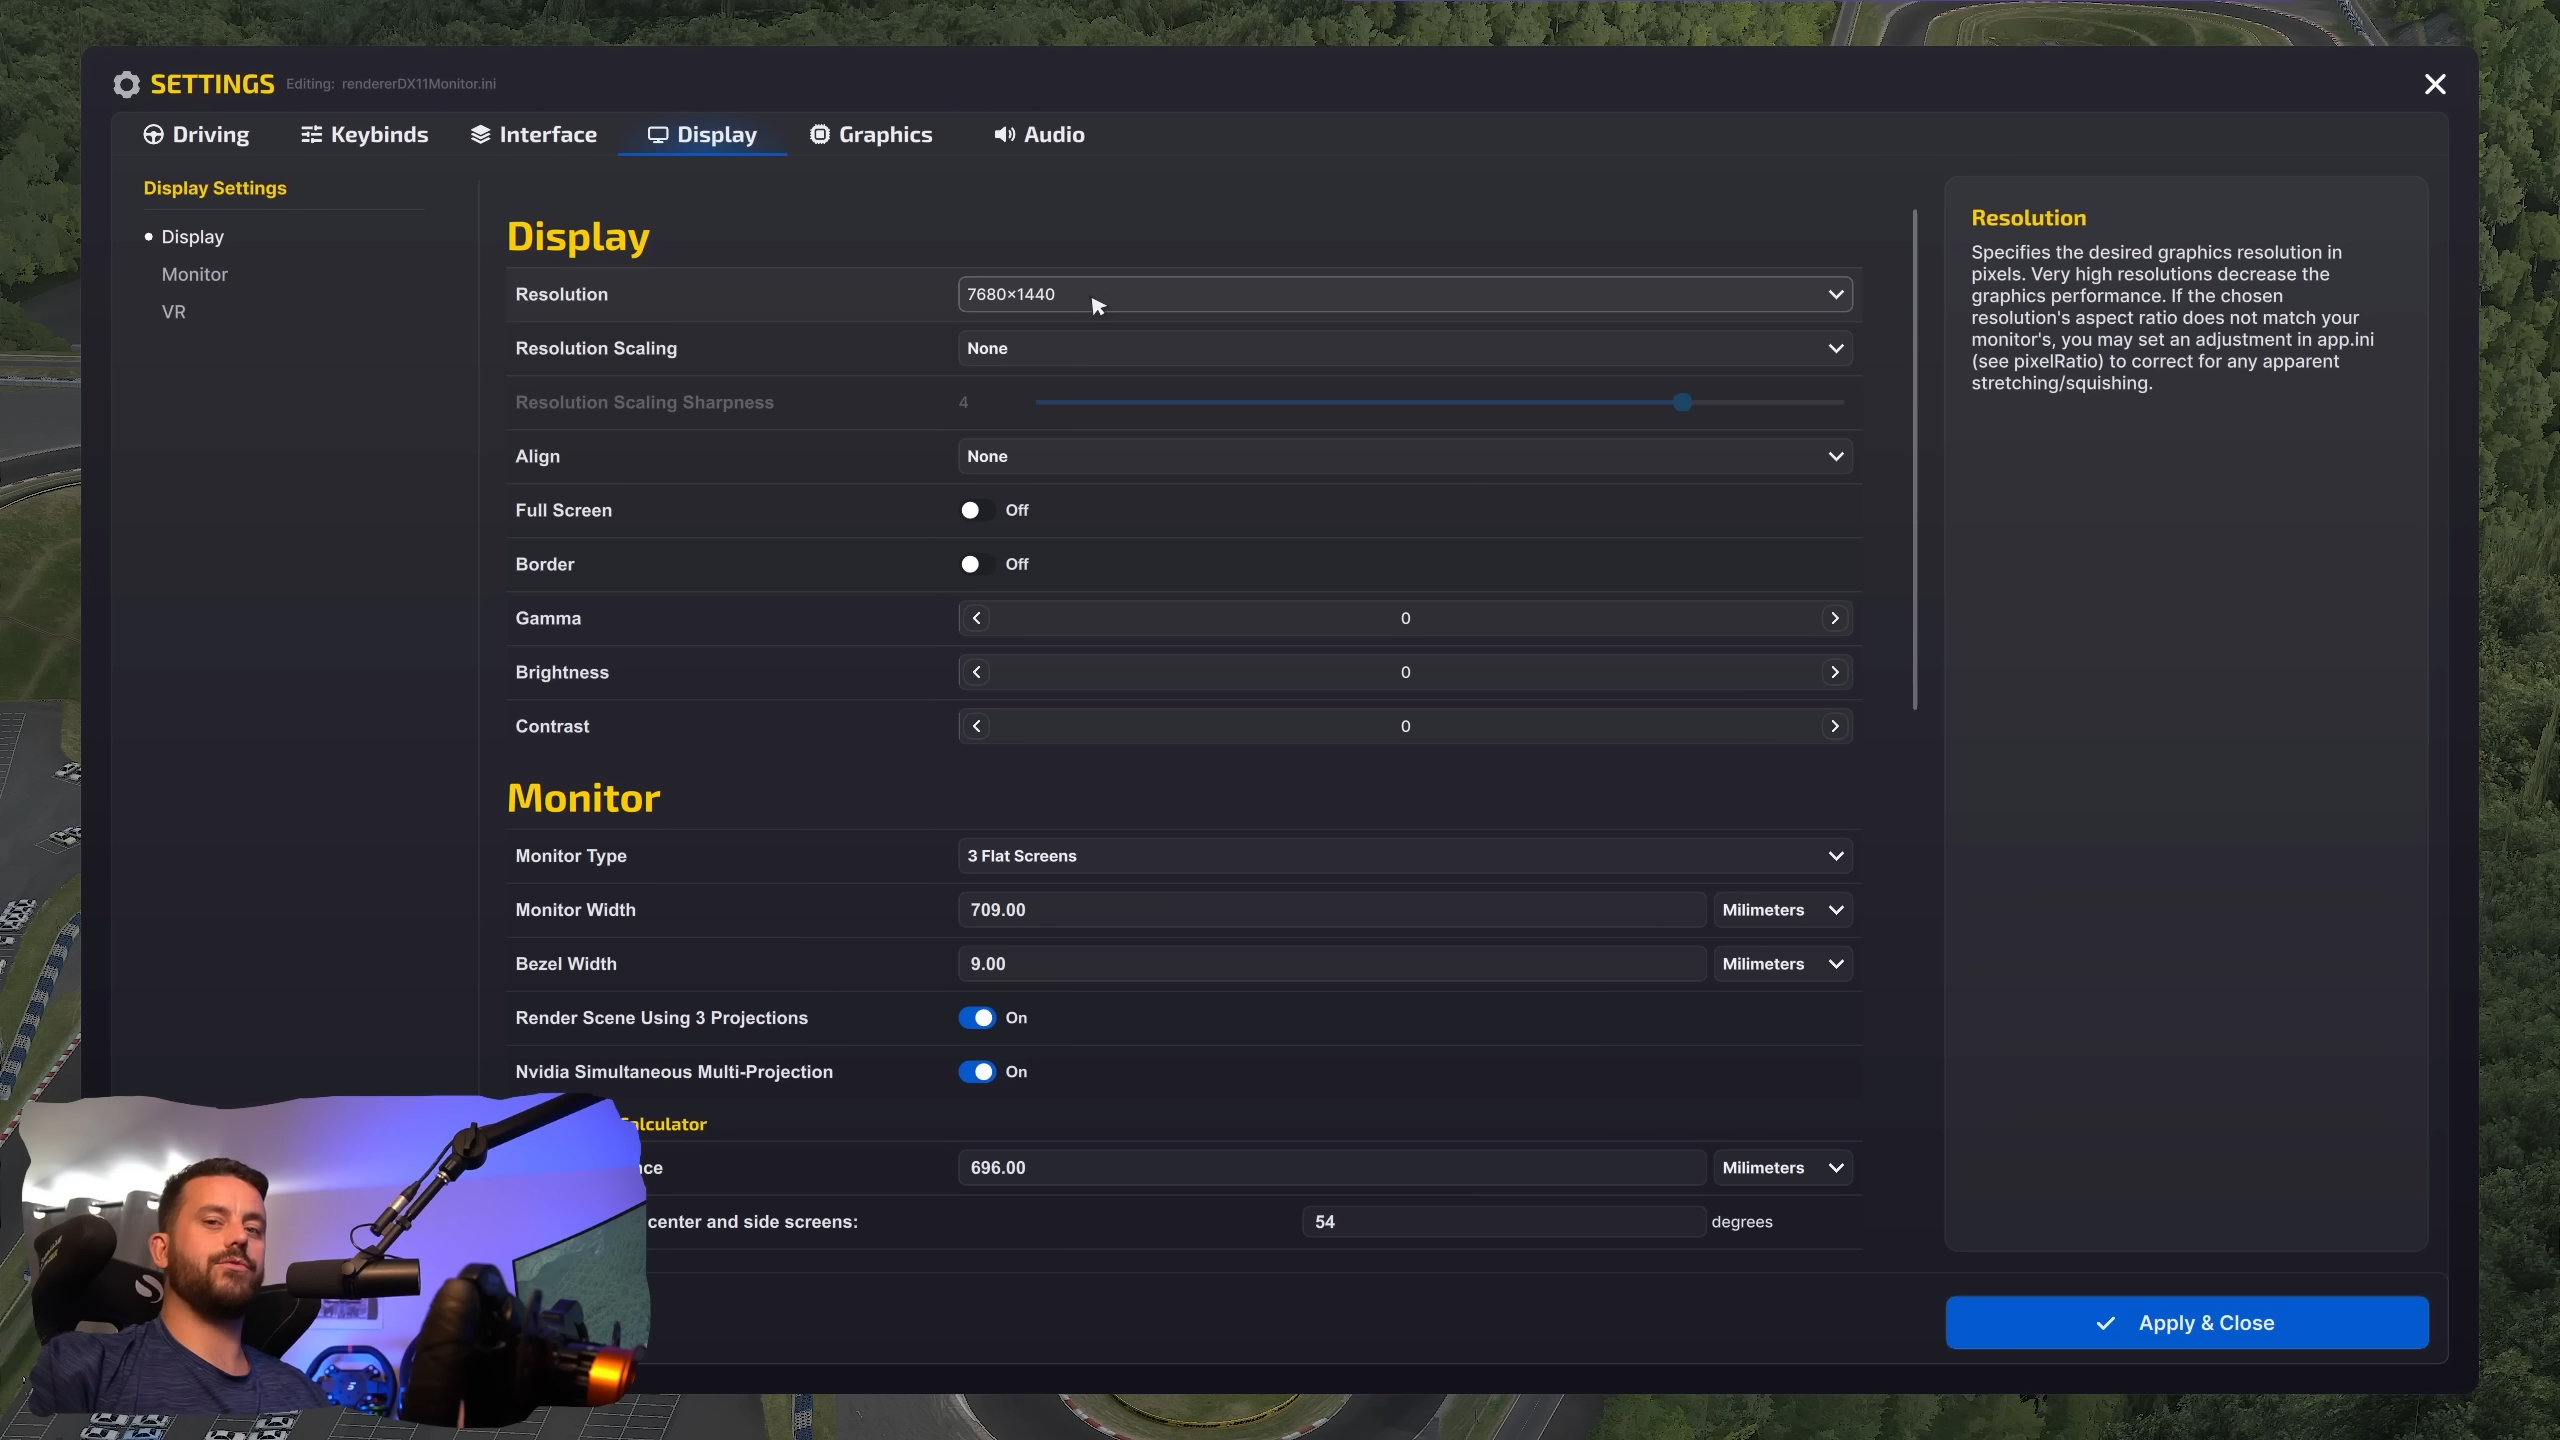 SETTINGS Editing: rendererDX11Monitor.ini
Driving Keybinds Interface Display Graphics Audio
Display Settings
Display
Monitor
VR
Display
Resolution 7680×1440
Resolution Scaling None
Resolution Scaling Sharpness 4
Align None
Full Screen Off
Border Off
Gamma 0
Brightness 0
Contrast 0
Monitor
Monitor Type 3 Flat Screens
Monitor Width 709.00 Milimeters
Bezel Width 9.00 Milimeters
Render Scene Using 3 Projections On
Nvidia Simultaneous Multi-Projection On
696.00 Milimeters
center and side screens: 54 degrees
Resolution
Specifies the desired graphics resolution in
pixels. Very high resolutions decrease the
graphics performance. If the chosen
resolution's aspect ratio does not match your
monitor's, you may set an adjustment in app.ini
(see pixelRatio) to correct for any apparent
stretching/squishing.
Apply & Close